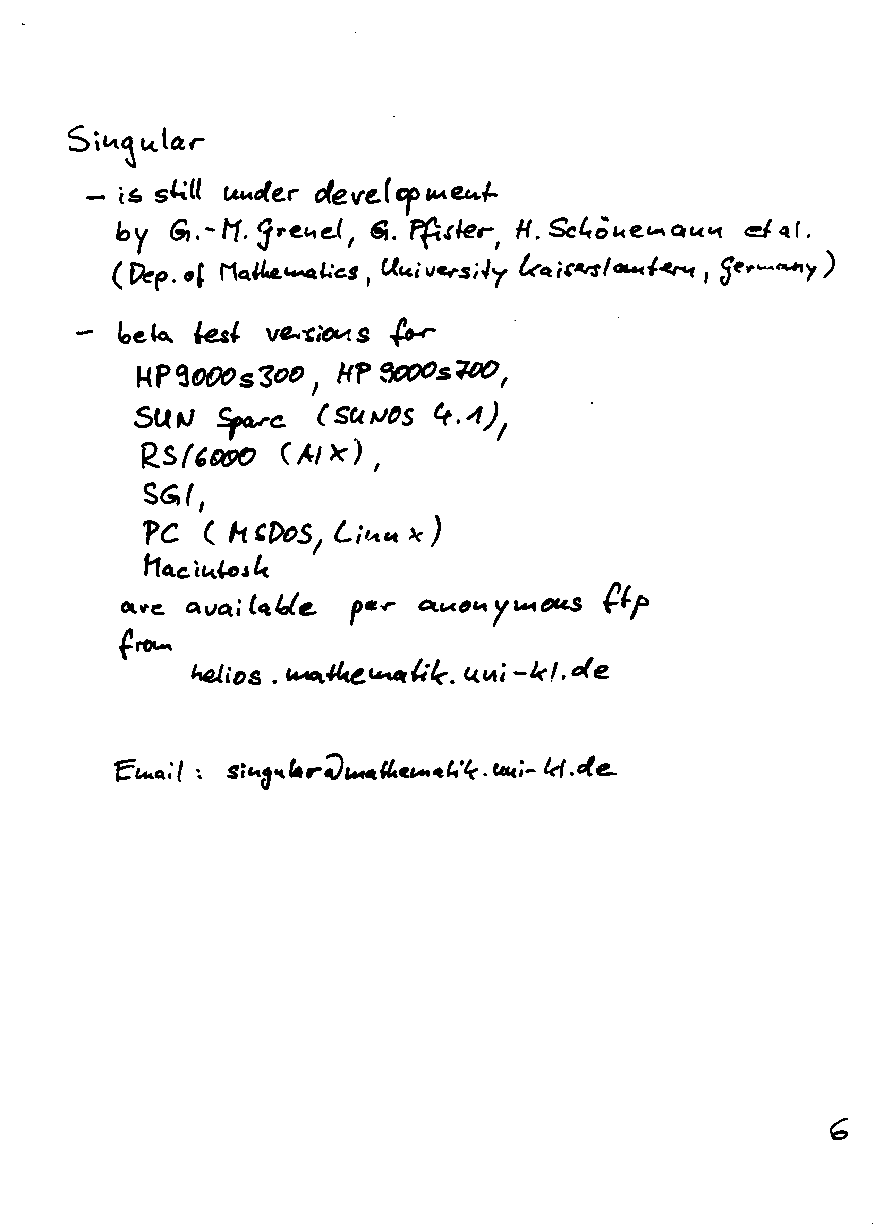 Singular
– is still under development
by G.-M. Greuel, G. Pfister, H. Schönemann et al.
(Dep. of Mathematics, University Kaiserslautern, Germany)
– beta test versions for
HP9000s300, HP9000s700,
SUN Sparc (SUNOS 4.1),
RS/6000 (AIX),
SGI,
PC (MSDOS, Linux)
Macintosh
are available per anonymous ftp
from
helios.mathematik.uni-kl.de
Email: singular@mathematik.uni-kl.de
6